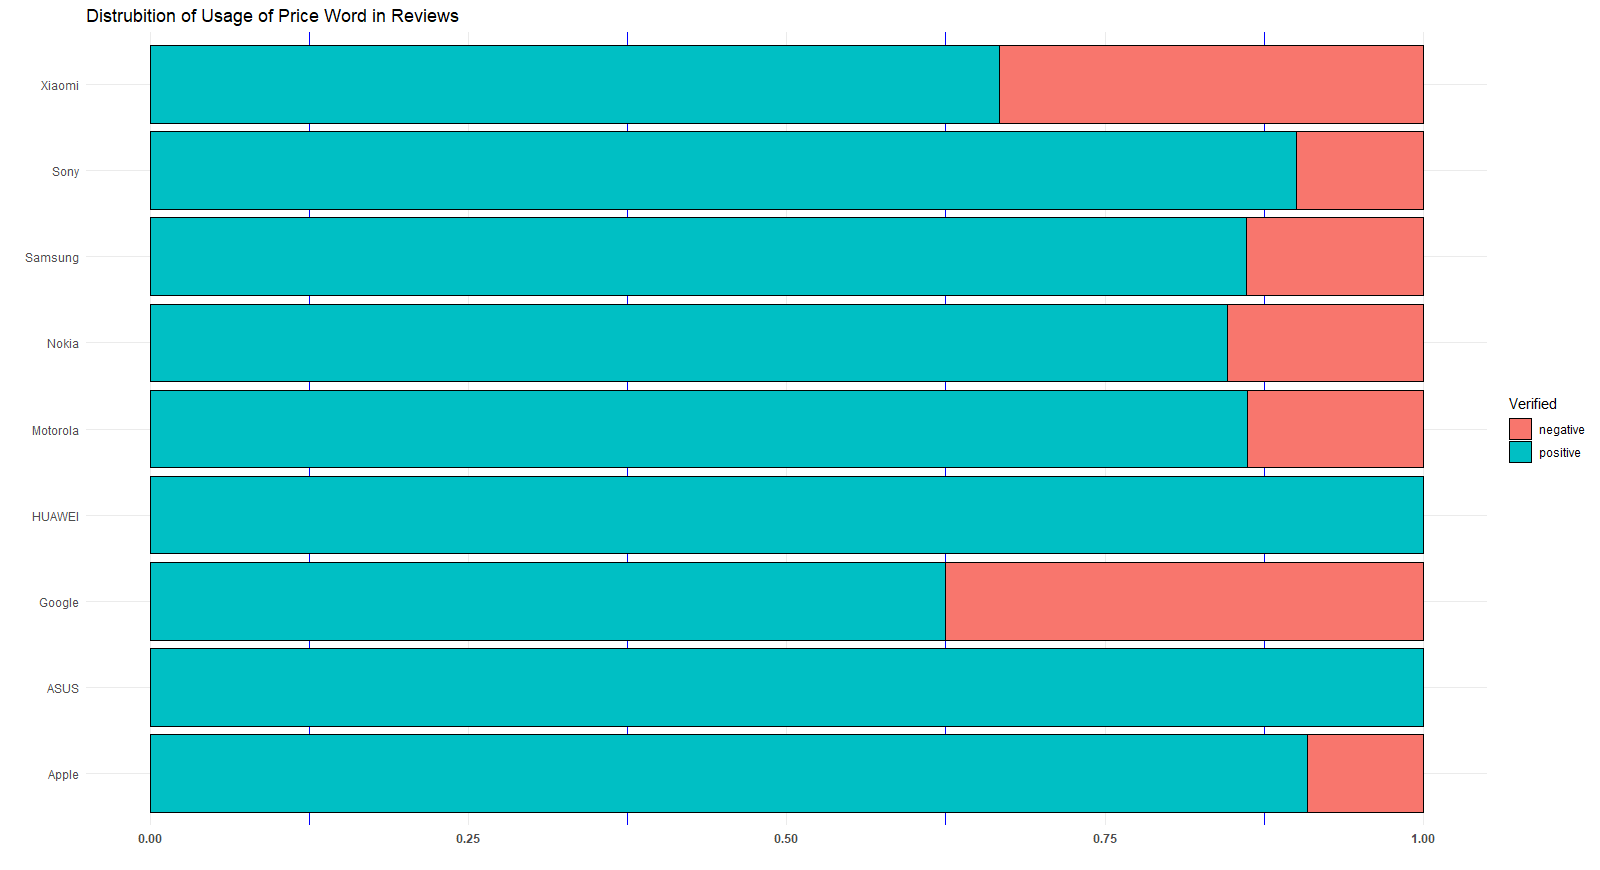 Distrubition of Usage of Price Word in Reviews
Xiaomi
Sony
Samsung
Nokia
Motorola
HUAWEI
Google
ASUS
Apple
0.00 0.25 0.50 0.75 1.00
Verified
negative
positive